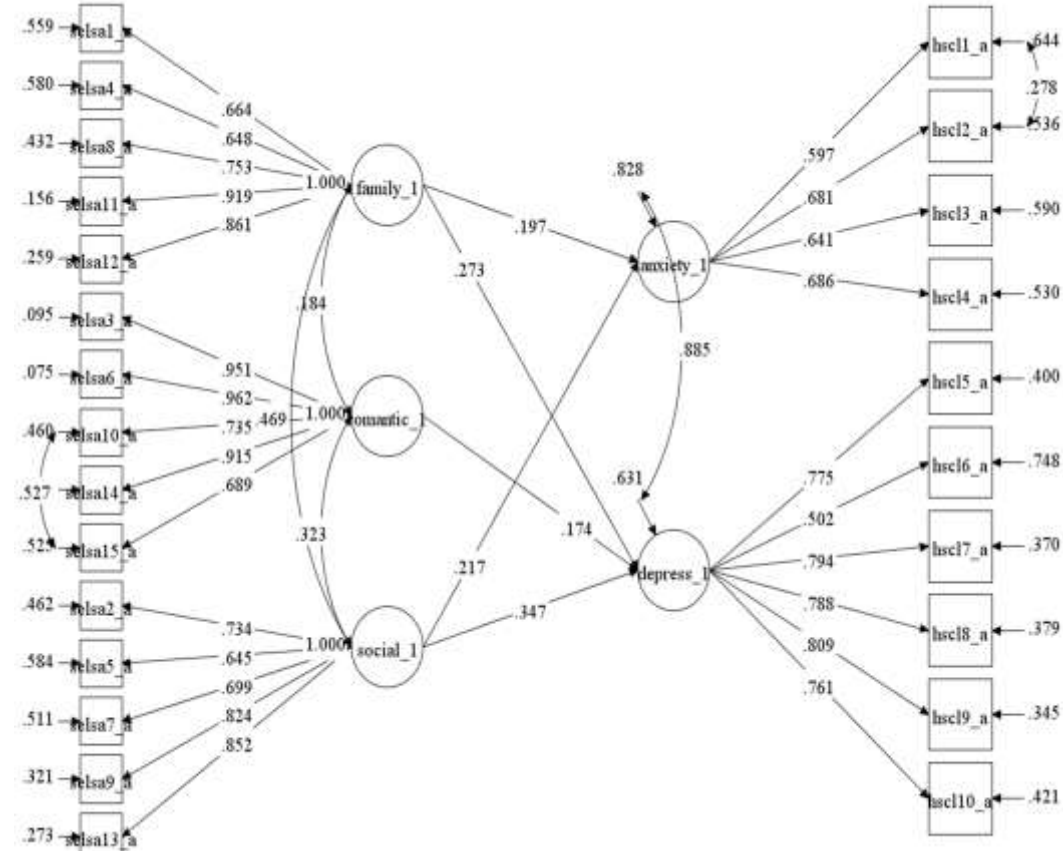 .559
selsa1_a
.580
selsa4_a
.432
selsa8_a
.156
selsa11_a
.259
selsa12_a
.095
selsa3_a
.075
selsa6_a
.460
selsa10_a
selsa14_a
.527
.525
selsa15_a
.462
selsa2_a
.584
selsa5_a
.511
selsa7_a
.321
selsa9_a
.273
selsa13_a
.664
.648
.753
.919
.861
.951
.962
.735
.915
.689
.734
.645
.699
.824
.852
1.000
family_1
1.000
romantic_1
1.000
social_1
.184
.469
.323
.197
.273
.174
.217
.347
.828
anxiety_1
.885
.631
depress_1
.597
.681
.641
.686
.775
.502
.794
.788
.809
.761
hscl1_a
.644
.278
hscl2_a
.536
hscl3_a
.590
hscl4_a
.530
hscl5_a
.400
hscl6_a
.748
hscl7_a
.370
hscl8_a
.379
hscl9_a
.345
hscl10_a
.421